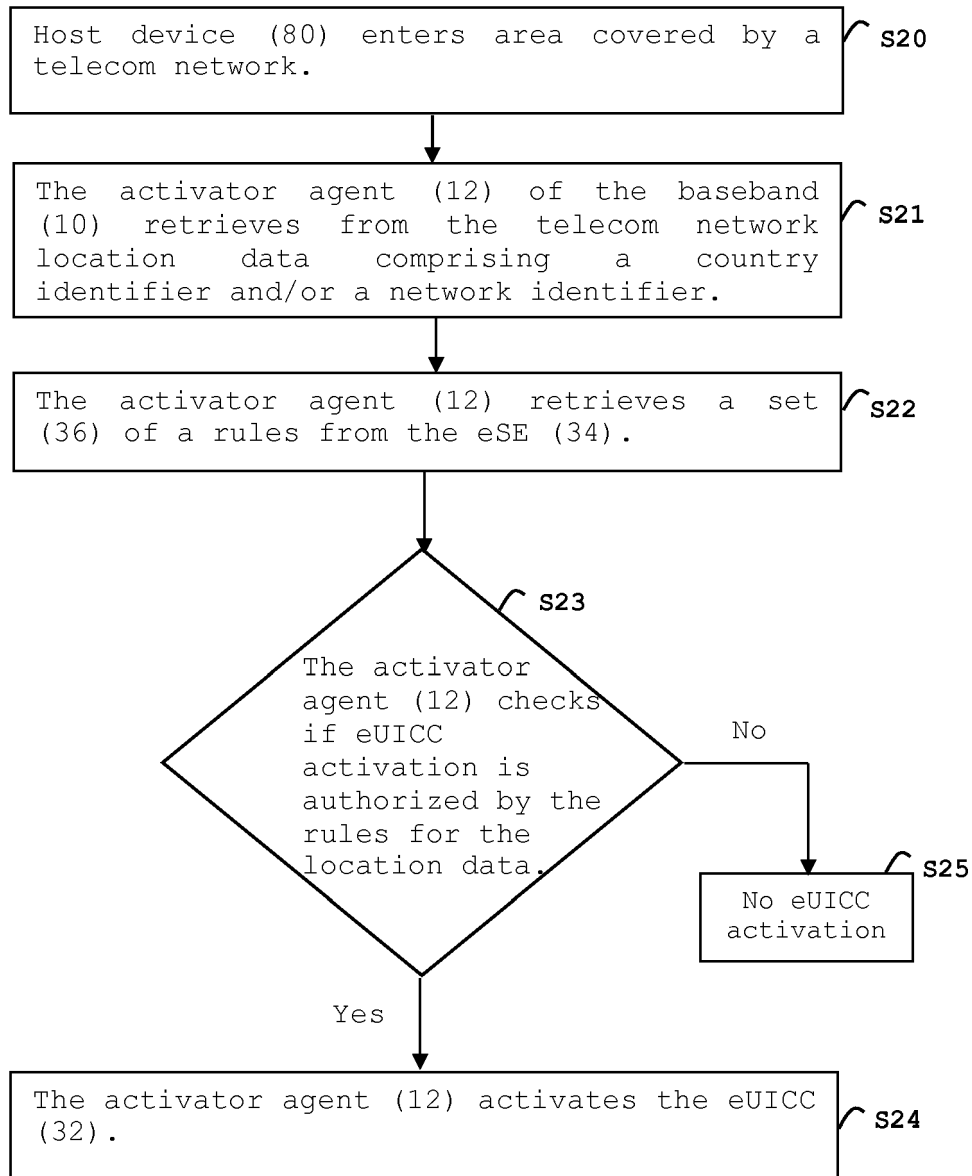 Host device (80) enters area covered by a
telecom network.
S20
The activator agent (12) of the baseband
(10) retrieves from the telecom network
location data comprising a country
identifier and/or a network identifier.
S21
The activator agent (12) retrieves a set
(36) of a rules from the eSE (34).
S22
S23
The activator
agent (12) checks
if eUICC
activation is
authorized by the
rules for the
location data.
No
S25
No eUICC
activation
Yes
The activator agent (12) activates the eUICC
(32).
S24